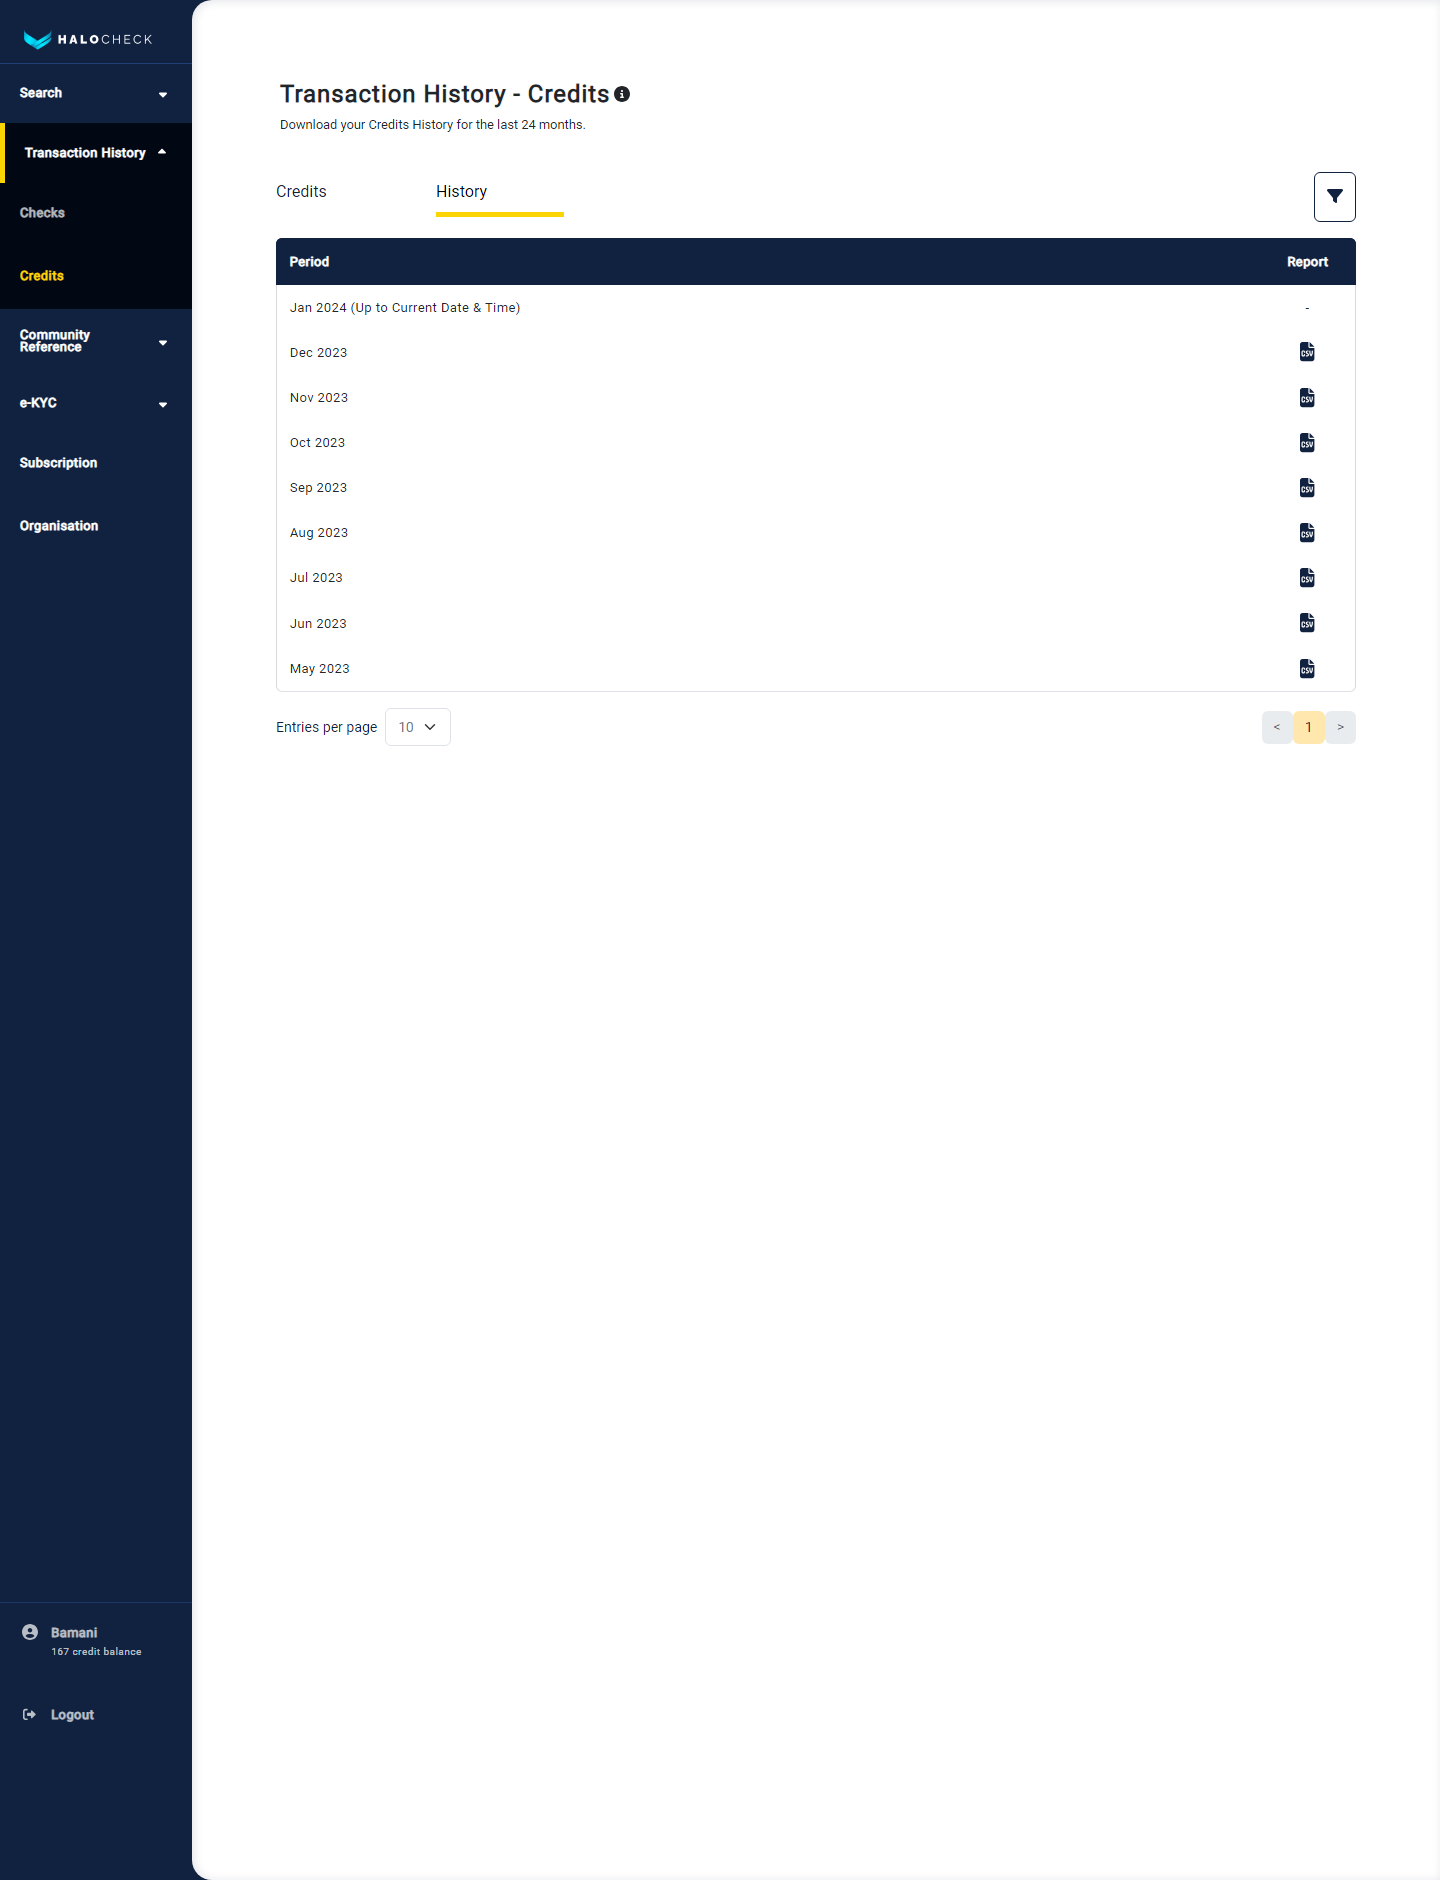 HALOCHECK
Search
Transaction History
Checks
Credits
Community
Reference
e-KYC
Subscription
Organisation
Bamani
167 credit balance
Logout
Transaction History - Credits
Download your Credits History for the last 24 months.
Credits
History
Period Report
Jan 2024 (Up to Current Date & Time) -
Dec 2023 CSV
Nov 2023 CSV
Oct 2023 CSV
Sep 2023 CSV
Aug 2023 CSV
Jul 2023 CSV
Jun 2023 CSV
May 2023 CSV
Entries per page 10 < 1 >